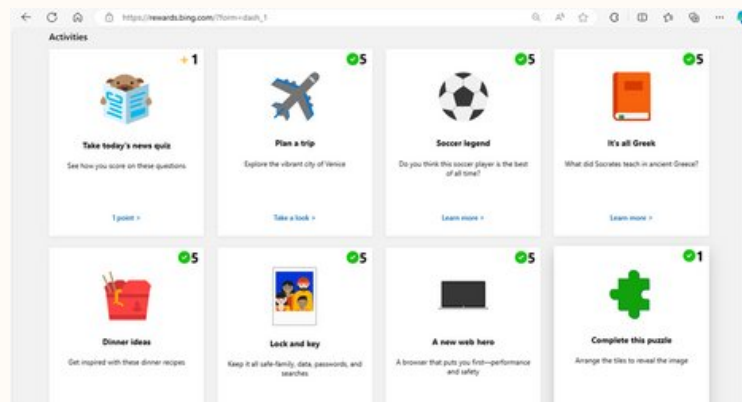 https://rewards.bing.com/?form=dash_1
Activities
+1
Take today's news quiz
See how you score on these questions
1 point >
5
Plan a trip
Explore the vibrant city of Venice
Take a look >
5
Soccer legend
Do you think this soccer player is the best
of all time?
Learn more >
5
It's all Greek
What did Socrates teach in ancient Greece?
Learn more >
5
Dinner ideas
Get inspired with these dinner recipes
5
Lock and key
Keep it all safe-family, data, passwords, and
searches
5
A new web hero
A browser that puts you first—performance
and safety
1
Complete this puzzle
Arrange the tiles to reveal the image